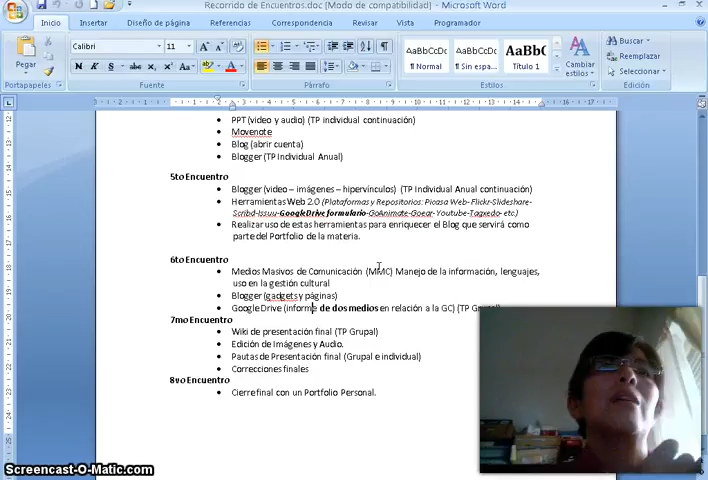 Recorrido de Encuentros.doc [Modo de compatibilidad] - Microsoft Word
Inicio Insertar Diseño de página Referencias Correspondencia Revisar Vista Programador
Calibri 11
Pegar
AaBbCcDc AaBbCcDc AaBbC
¶ Normal ¶ Sin espa... Título 1
Cambiar estilos
Buscar
Reemplazar
Seleccionar
Portapapeles Fuente Párrafo Estilos Edición
PPT (video y audio) (TP individual continuación)
Movenote
Blog (abrir cuenta)
Blogger (TP Individual Anual)
5to Encuentro
Blogger (video – imágenes – hipervínculos) (TP Individual Anual continuación)
Herramientas Web 2.0 (Plataformas y Repositorios: Picasa Web- Flickr-Slideshare-
Scribd-Issuu-GoogleDrive formulario-GoAnimate-Goear- Youtube-Tagxedo- etc.)
Realizar uso de estas herramientas para enriquecer el Blog que servirá como
parte del Portfolio de la materia.
6to Encuentro
Medios Masivos de Comunicación (MMC) Manejo de la información, lenguajes,
uso en la gestión cultural
Blogger (gadgets y páginas)
Google Drive (informe de dos medios en relación a la GC) (TP
7mo Encuentro
Wiki de presentación final (TP Grupal)
Edición de Imágenes y Audio.
Pautas de Presentación final (Grupal e individual)
Correcciones finales
8vo Encuentro
Cierre final con un Portfolio Personal.
Screencast-O-Matic.com